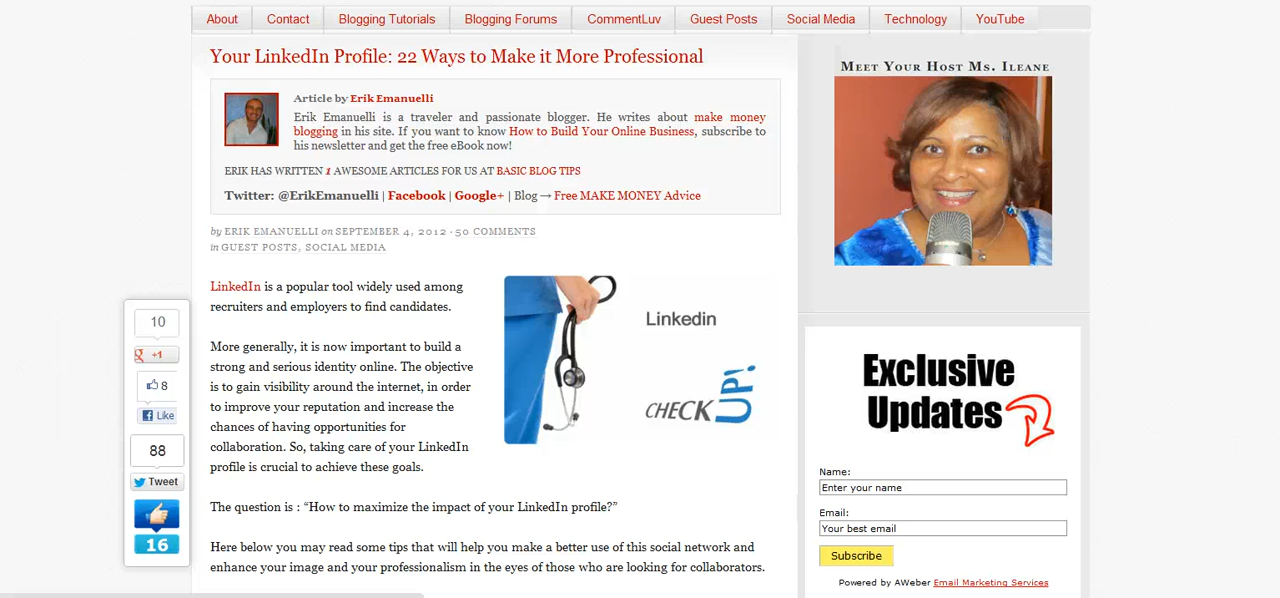 About Contact Blogging Tutorials Blogging Forums CommentLuv Guest Posts Social Media Technology YouTube
Your LinkedIn Profile: 22 Ways to Make it More Professional
Article by Erik Emanuelli
Erik Emanuelli is a traveler and passionate blogger. He writes about make money
blogging in his site. If you want to know How to Build Your Online Business, subscribe to
his newsletter and get the free eBook now!
ERIK HAS WRITTEN 1 AWESOME ARTICLES FOR US AT BASIC BLOG TIPS
Twitter: @ErikEmanuelli | Facebook | Google+ | Blog → Free MAKE MONEY Advice
by ERIK EMANUELLI on SEPTEMBER 4, 2012 · 50 COMMENTS
in GUEST POSTS, SOCIAL MEDIA
LinkedIn is a popular tool widely used among
recruiters and employers to find candidates.
More generally, it is now important to build a
strong and serious identity online. The objective
is to gain visibility around the internet, in order
to improve your reputation and increase the
chances of having opportunities for
collaboration. So, taking care of your LinkedIn
profile is crucial to achieve these goals.
Linkedin
CHECK UP!
The question is : “How to maximize the impact of your LinkedIn profile?”
Here below you may read some tips that will help you make a better use of this social network and
enhance your image and your professionalism in the eyes of those who are looking for collaborators.
10
g +1
8
Like
88
Tweet
16
MEET YOUR HOST MS. ILEANE
Exclusive
Updates
Name:
Enter your name
Email:
Your best email
Subscribe
Powered by AWeber Email Marketing Services